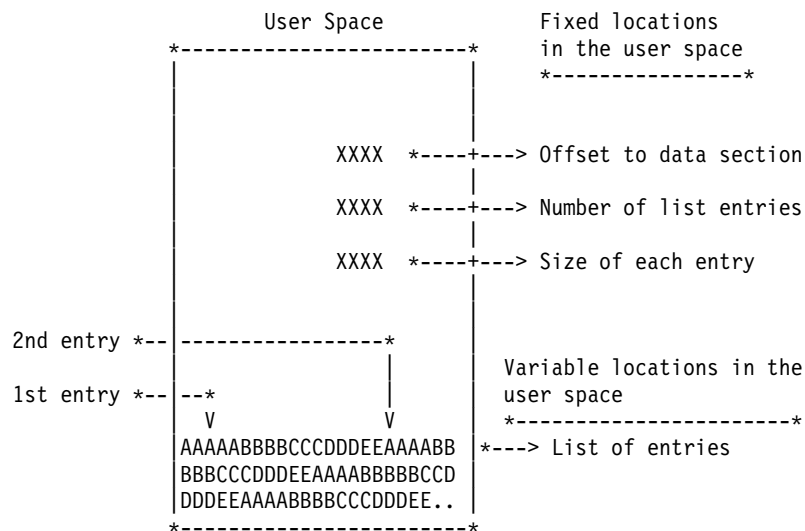 User Space Fixed locations
*------------------------* in the user space
*----------------*
XXXX *----+---> Offset to data section
XXXX *----+---> Number of list entries
XXXX *----+---> Size of each entry
2nd entry *--|-----------------*
Variable locations in the
1st entry *--|--* user space
V V *-----------------------*
AAAAABBBBCCCDDDEEAAAABB *---> List of entries
BBBCCCDDDEEAAAABBBBBCCD
DDDEEAAAABBBBCCCDDDEE..
*------------------------*